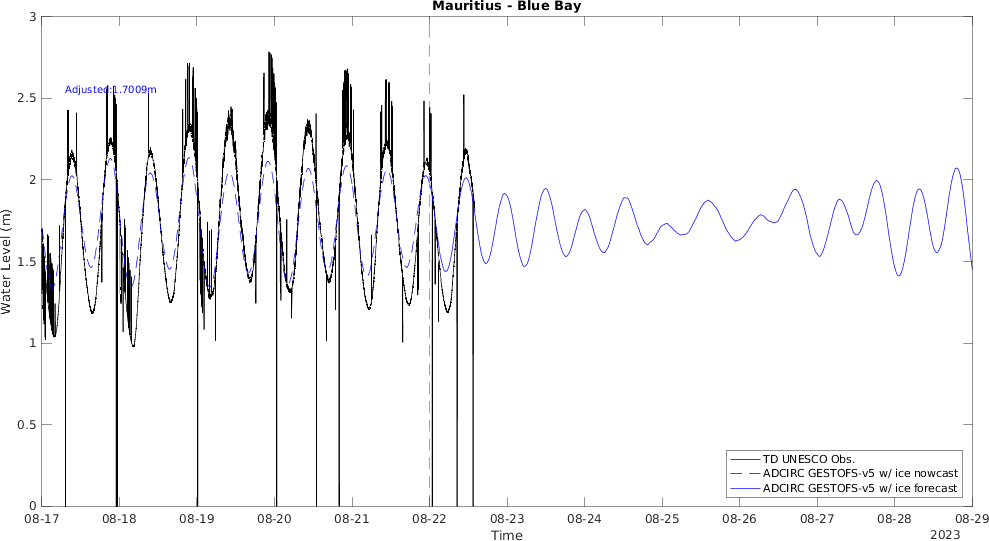 Mauritius - Blue Bay
3
2.5
2
1.5
1
0.5
0
Water Level (m)
Adjusted:1.7009m
TD UNESCO Obs.
ADCIRC GESTOFS-v5 w/ ice nowcast
ADCIRC GESTOFS-v5 w/ ice forecast
08-17 08-18 08-19 08-20 08-21 08-22 08-23 08-24 08-25 08-26 08-27 08-28 08-29
Time
2023